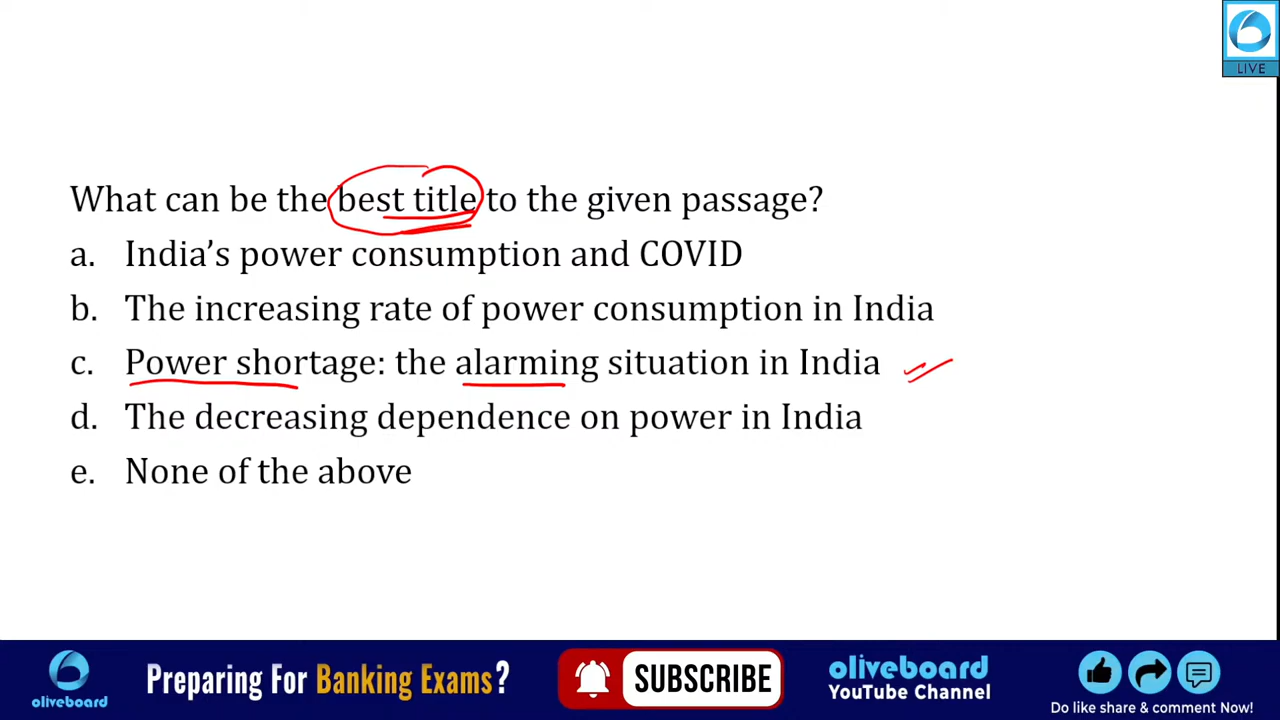 LIVE
What can be the best title to the given passage?
a. India’s power consumption and COVID
b. The increasing rate of power consumption in India
c. Power shortage: the alarming situation in India
d. The decreasing dependence on power in India
e. None of the above
oliveboard
Preparing For Banking Exams?
SUBSCRIBE
oliveboard
YouTube Channel
Do like share & comment Now!